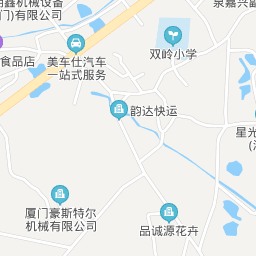 鑫机械设备
门)有限公司
泉嘉兴副
双岭小学
食品店
美车仕汽车
一站式服务
韵达快运
星光
厦门豪斯特尔
机械有限公司
品诚源花卉